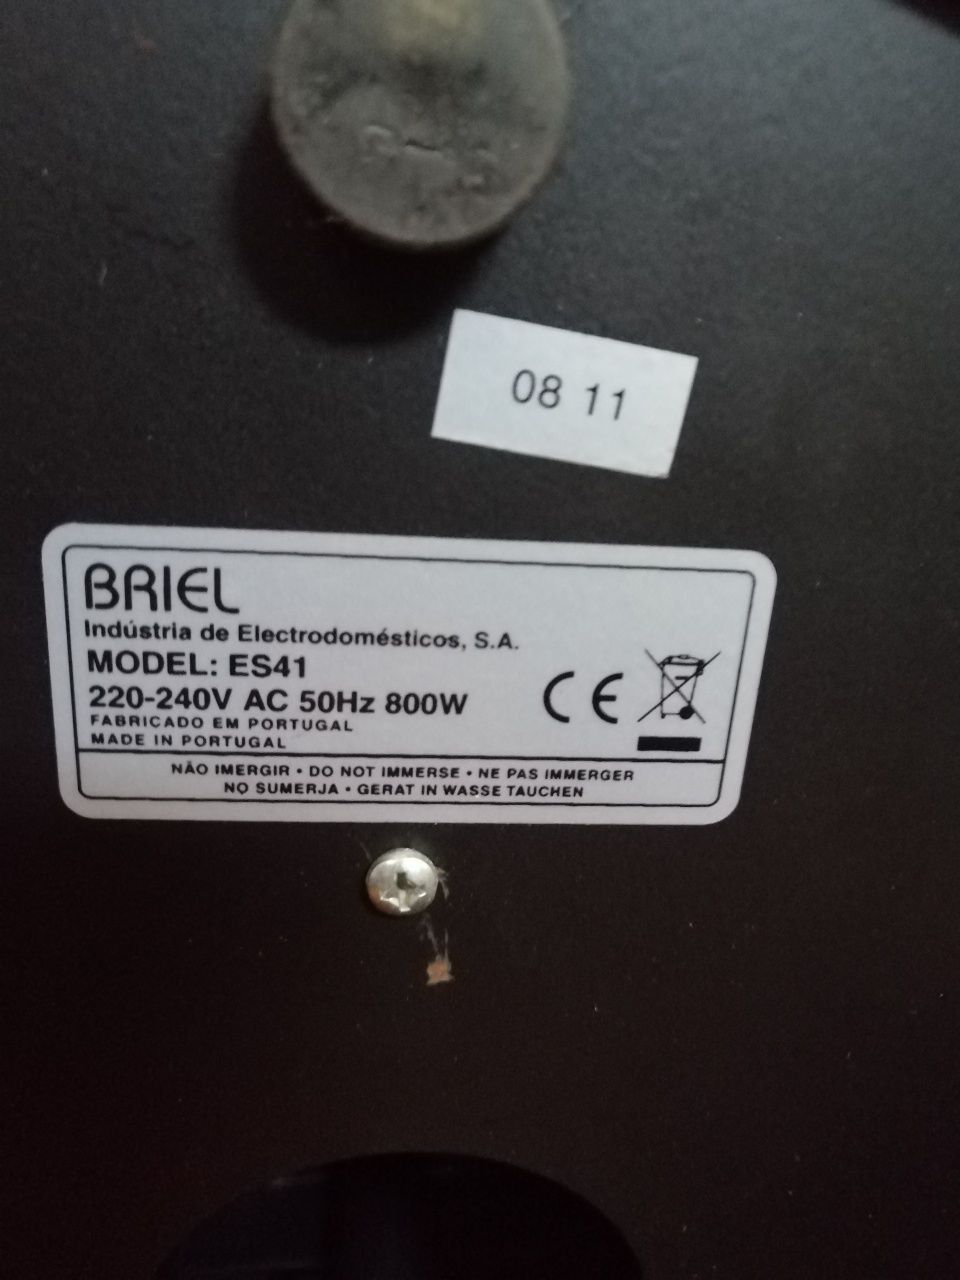 08 11
BRIEL
Indústria de Electrodomésticos, S.A.
MODEL: ES41
220-240V AC 50Hz 800W
FABRICADO EM PORTUGAL
MADE IN PORTUGAL
CE
NÃO IMERGIR • DO NOT IMMERSE • NE PAS IMMERGER
NO SUMERJA • GERAT IN WASSE TAUCHEN